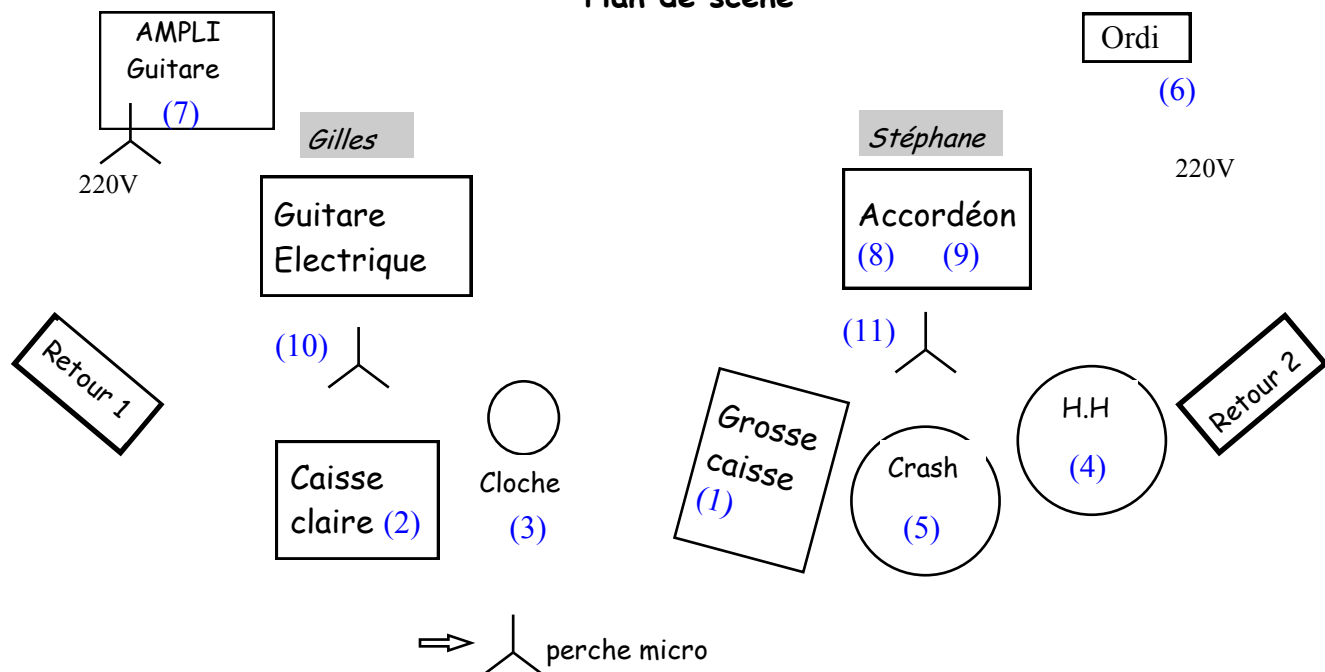 Plan de scène
AMPLI
Guitare
(7)
220V
Ordi
(6)
220V
Gilles
Stéphane
Guitare
Electrique
Accordéon
(8) (9)
(10)
(11)
Retour 1
Retour 2
Caisse
claire (2)
Cloche
(3)
Grosse
caisse
(1)
Crash
(5)
H.H
(4)
perche micro